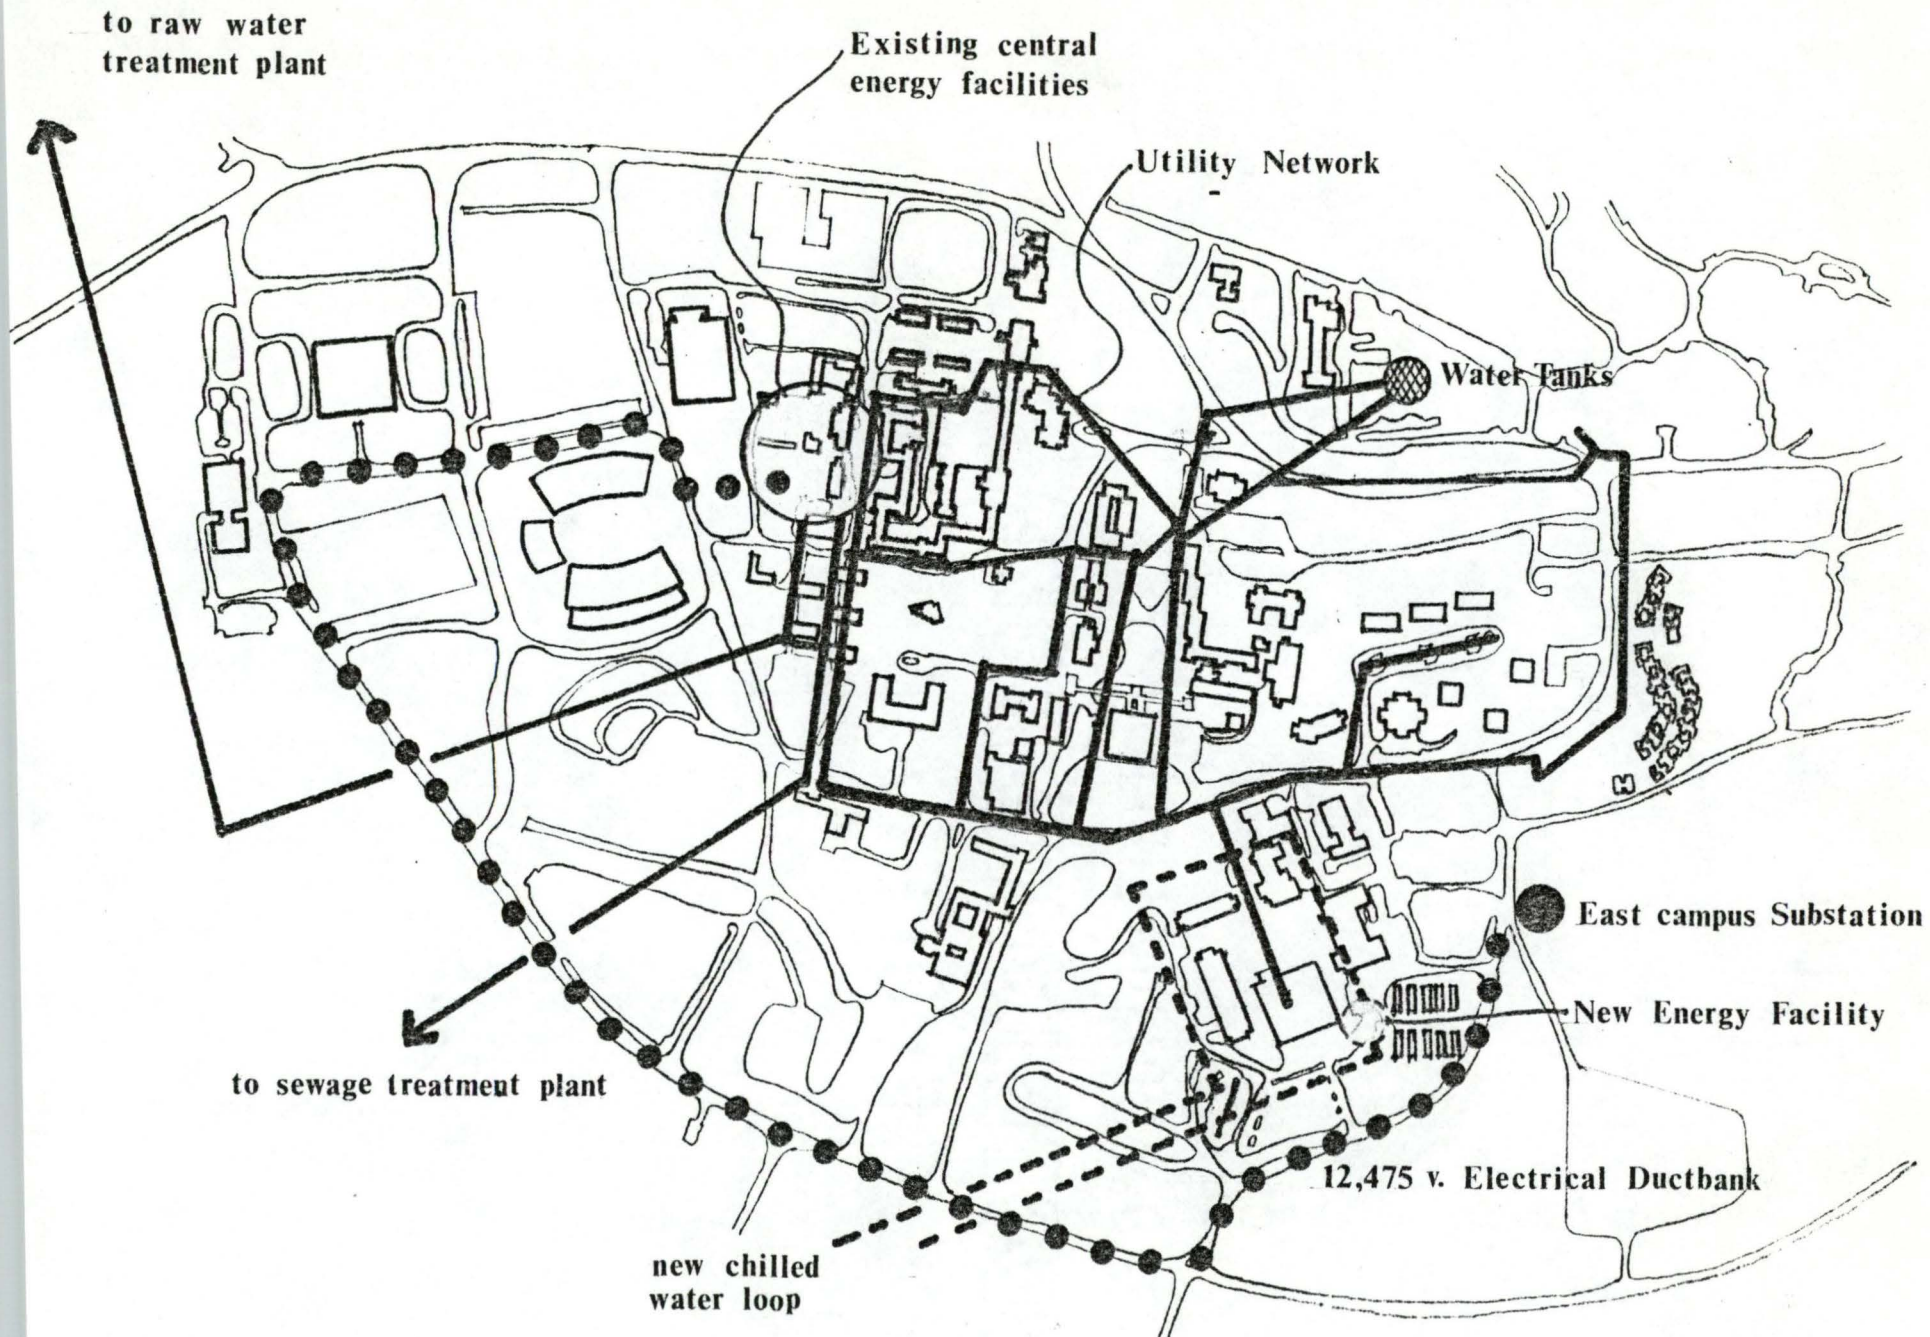 to raw water
treatment plant
Existing central
energy facilities
Utility Network
Water Tanks
East campus Substation
New Energy Facility
to sewage treatment plant
12,475 v. Electrical Ductbank
new chilled
water loop